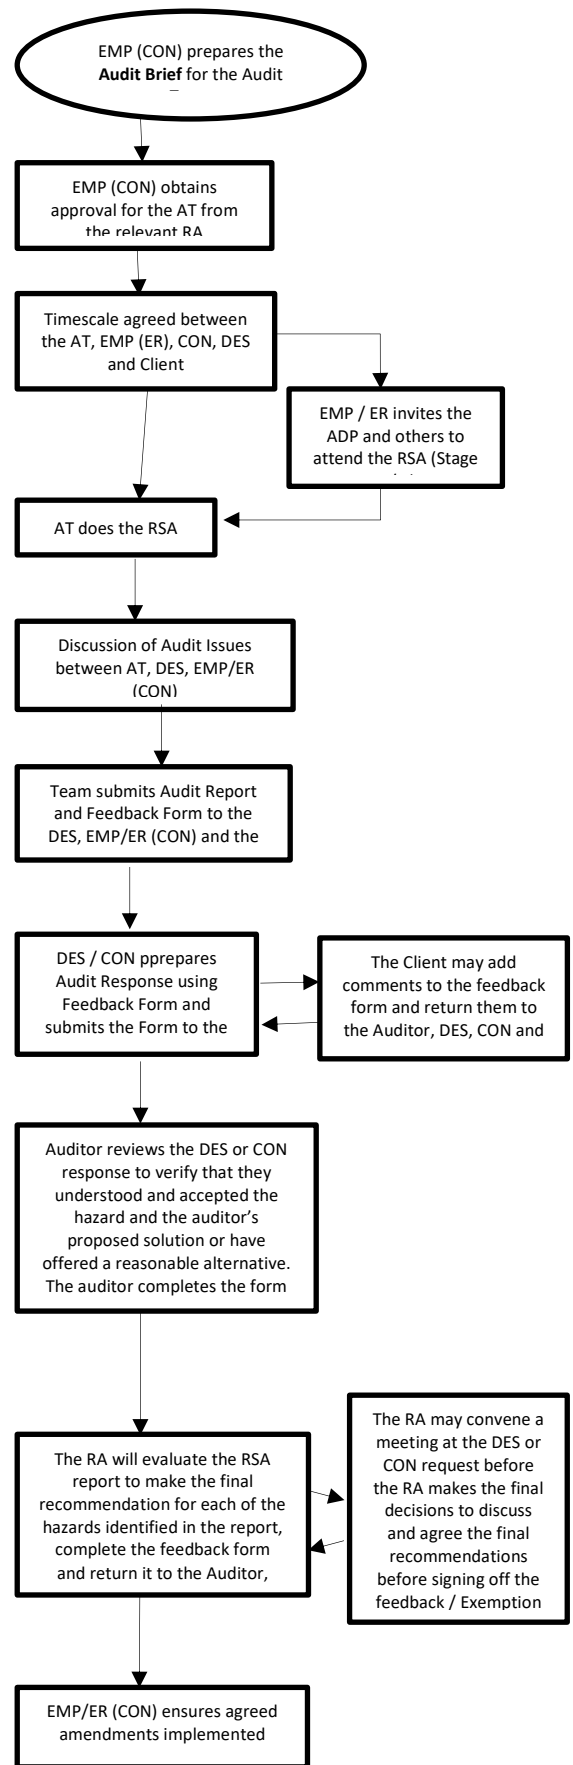 EMP (CON) prepares the
Audit Brief for the Audit
EMP (CON) obtains
approval for the AT from
the relevant RA
Timescale agreed between
the AT, EMP (ER), CON, DES
and Client
EMP / ER invites the
ADP and others to
attend the RSA (Stage
AT does the RSA
Discussion of Audit Issues
between AT, DES, EMP/ER
(CON)
Team submits Audit Report
and Feedback Form to the
DES, EMP/ER (CON) and the
DES / CON pprepares
Audit Response using
Feedback Form and
submits the Form to the
The Client may add
comments to the feedback
form and return them to
the Auditor, DES, CON and
Auditor reviews the DES or CON
response to verify that they
understood and accepted the
hazard and the auditor’s
proposed solution or have
offered a reasonable alternative.
The auditor completes the form
The RA will evaluate the RSA
report to make the final
recommendation for each of the
hazards identified in the report,
complete the feedback form
and return it to the Auditor,
The RA may convene a
meeting at the DES or
CON request before
the RA makes the final
decisions to discuss
and agree the final
recommendations
before signing off the
feedback / Exemption
EMP/ER (CON) ensures agreed
amendments implemented